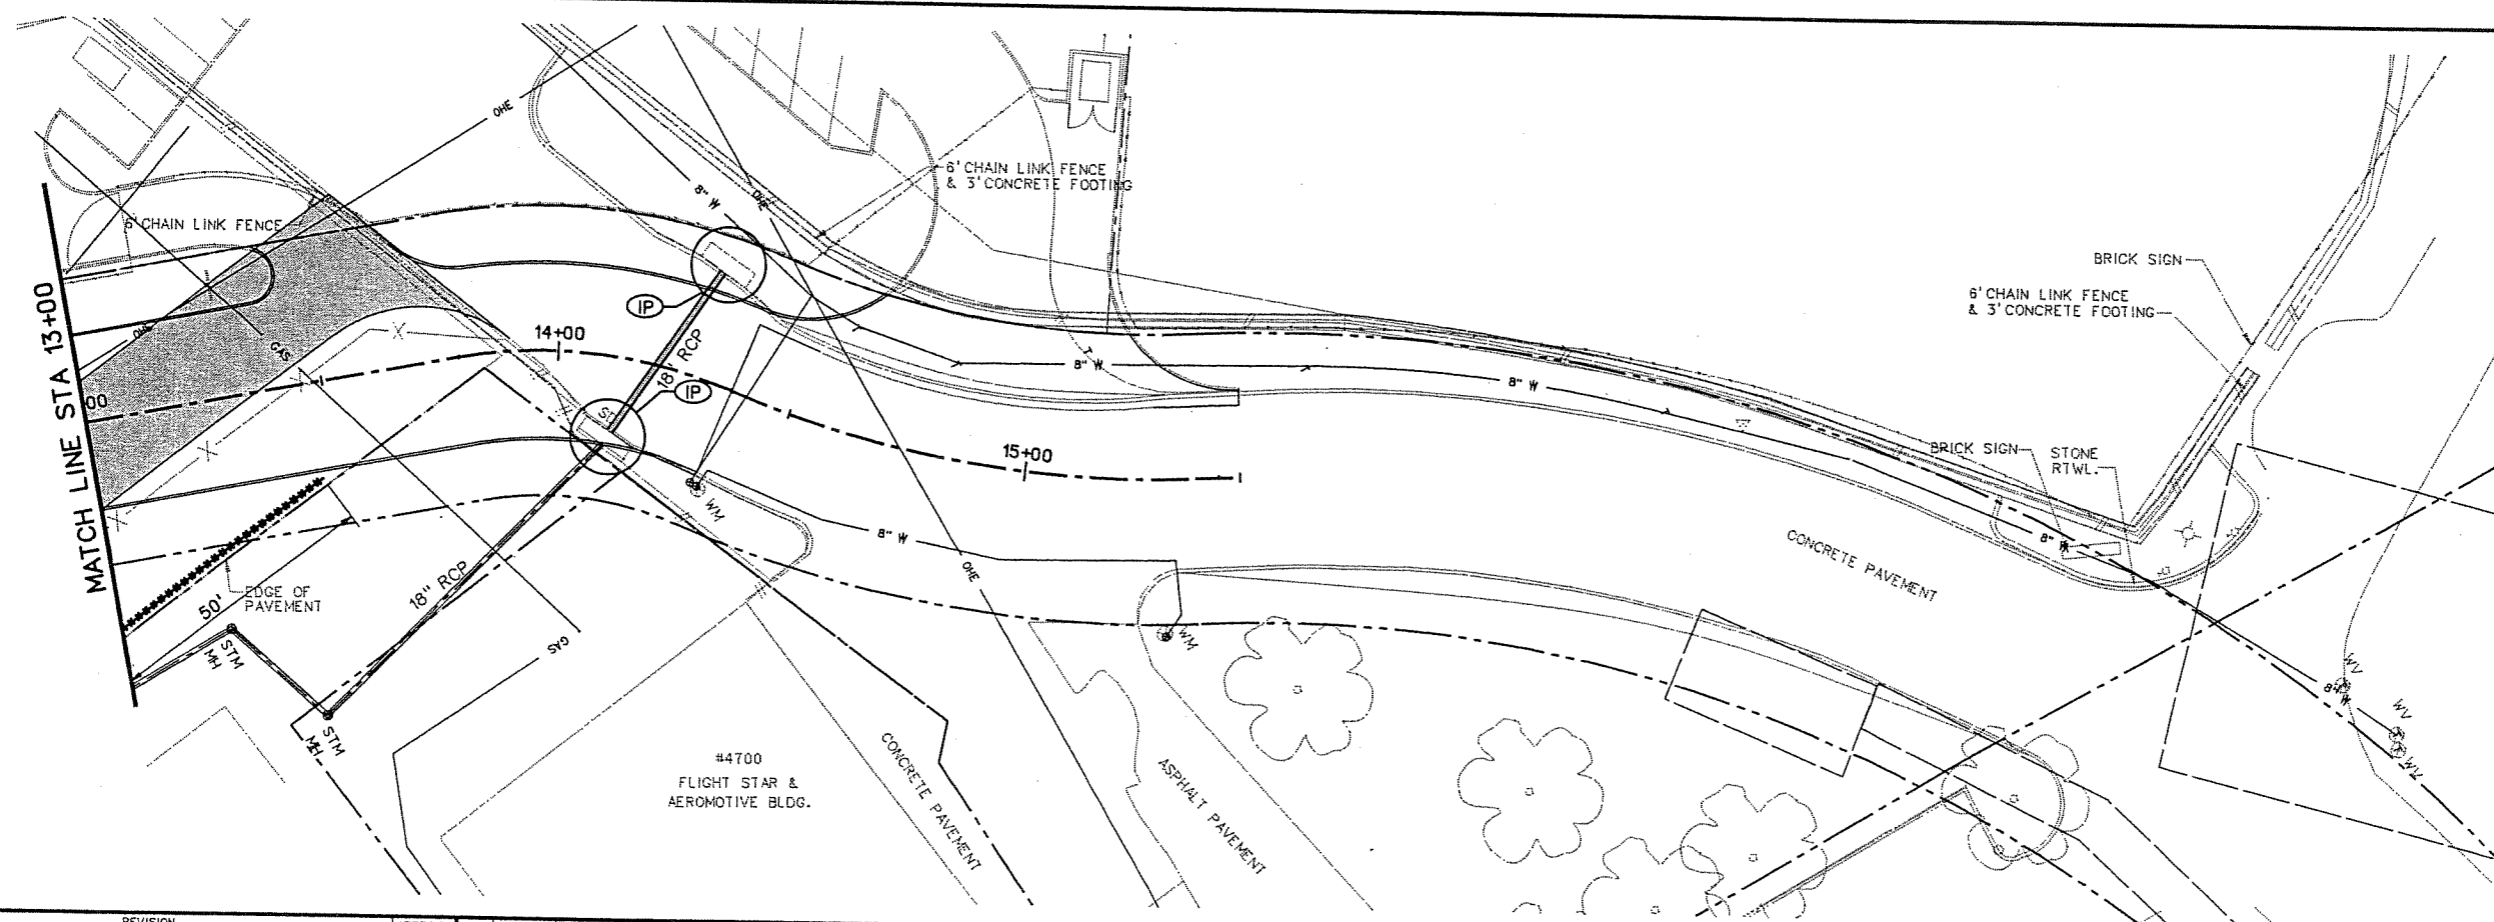 OHE
6' CHAIN LINK FENCE
& 3' CONCRETE FOOTING
8" W
OHE
6' CHAIN LINK FENCE
BRICK SIGN
6' CHAIN LINK FENCE
& 3' CONCRETE FOOTING
MATCH LINE STA 13+00
OHE
GAS
IP
14+00
18" RCP
IP
8" W
8" W
00
ST
15+00
BRICK SIGN
STONE
RTWL.
WM
8" W
8" W
CONCRETE PAVEMENT
OHE
EDGE OF
PAVEMENT
50'
18" RCP
GAS
WM
STM
MH
STM
MH
WV
8" W
WV
WV
#4700
FLIGHT STAR &
AEROMOTIVE BLDG.
CONCRETE PAVEMENT
ASPHALT PAVEMENT
REVISION